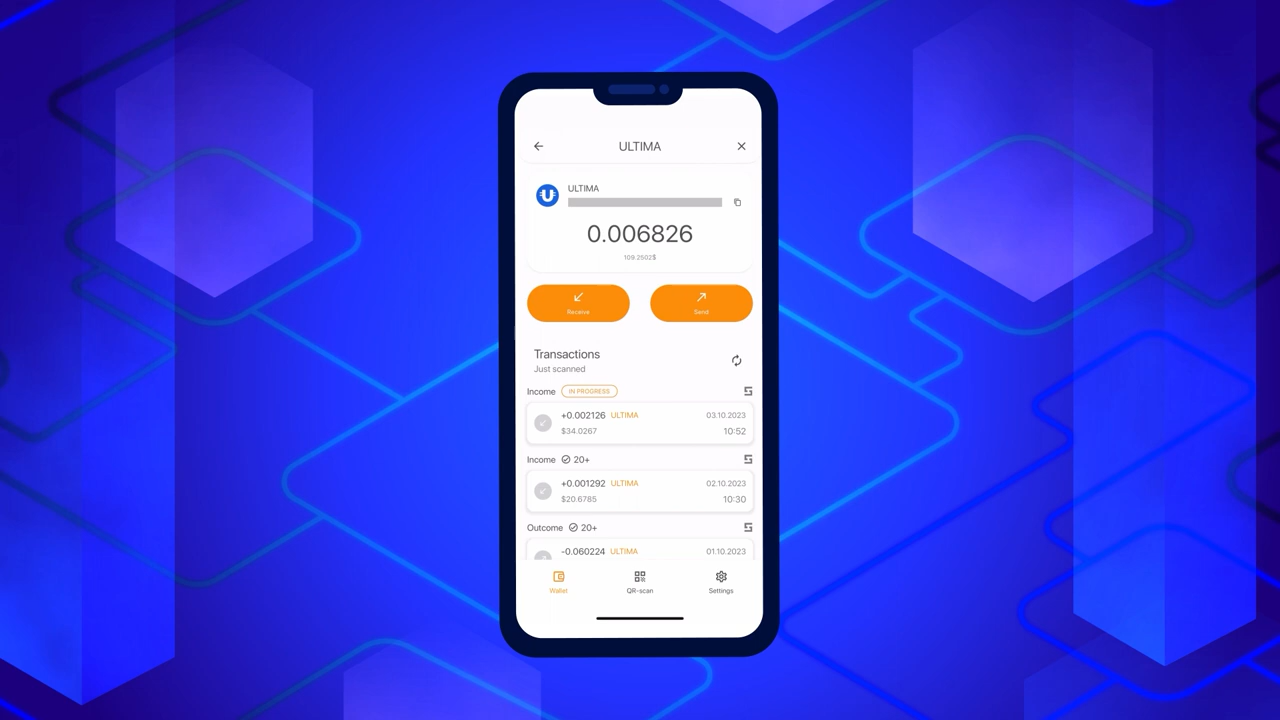 ULTIMA
ULTIMA
0.006826
109.2502$
Receive
Send
Transactions
Just scanned
Income IN PROGRESS
+0.002126 ULTIMA 03.10.2023
$34.0267 10:52
Income 20+
+0.001292 ULTIMA 02.10.2023
$20.6785 10:30
Outcome 20+
-0.060224 ULTIMA 01.10.2023
Wallet QR-scan Settings